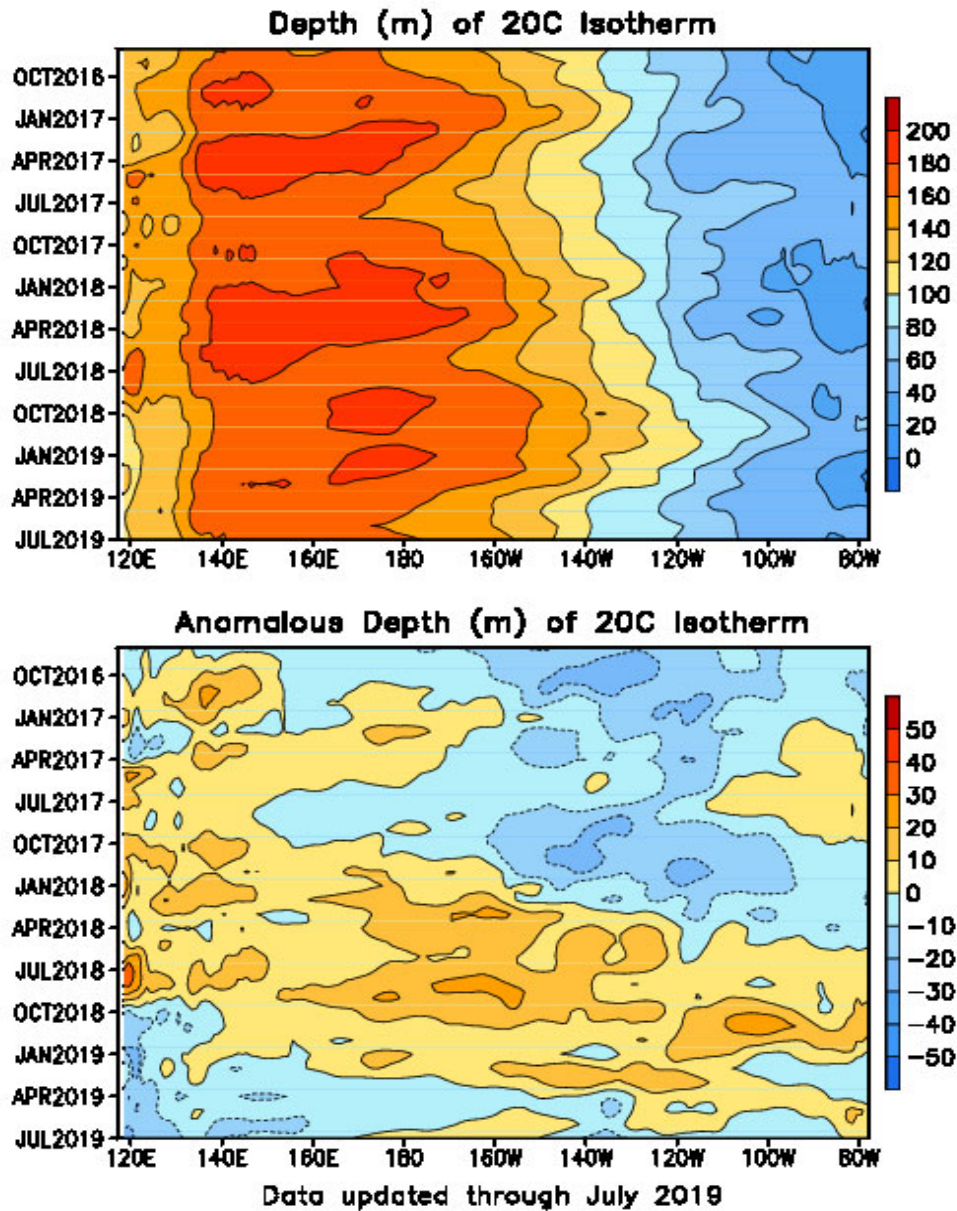 Depth (m) of 20C Isotherm
OCT2016
JAN2017
APR2017
JUL2017
OCT2017
JAN2018
APR2018
JUL2018
OCT2018
JAN2019
APR2019
JUL2019
120E 140E 160E 180 160W 140W 120W 100W 80W
200
180
160
140
120
100
80
60
40
20
0
Anomalous Depth (m) of 20C Isotherm
OCT2016
JAN2017
APR2017
JUL2017
OCT2017
JAN2018
APR2018
JUL2018
OCT2018
JAN2019
APR2019
JUL2019
120E 140E 160E 180 160W 140W 120W 100W 80W
50
40
30
20
10
0
−10
−20
−30
−40
−50
Data updated through July 2019